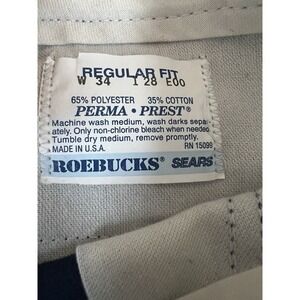 REGULAR FIT
W 34 I 28 E00
65% POLYESTER 35% COTTON
PERMA • PREST®
Machine wash medium, wash darks separ-
ately. Only non-chlorine bleach when needed.
Tumble dry medium, remove promptly.
MADE IN U.S.A. RN 15099
ROEBUCKS® SEARS